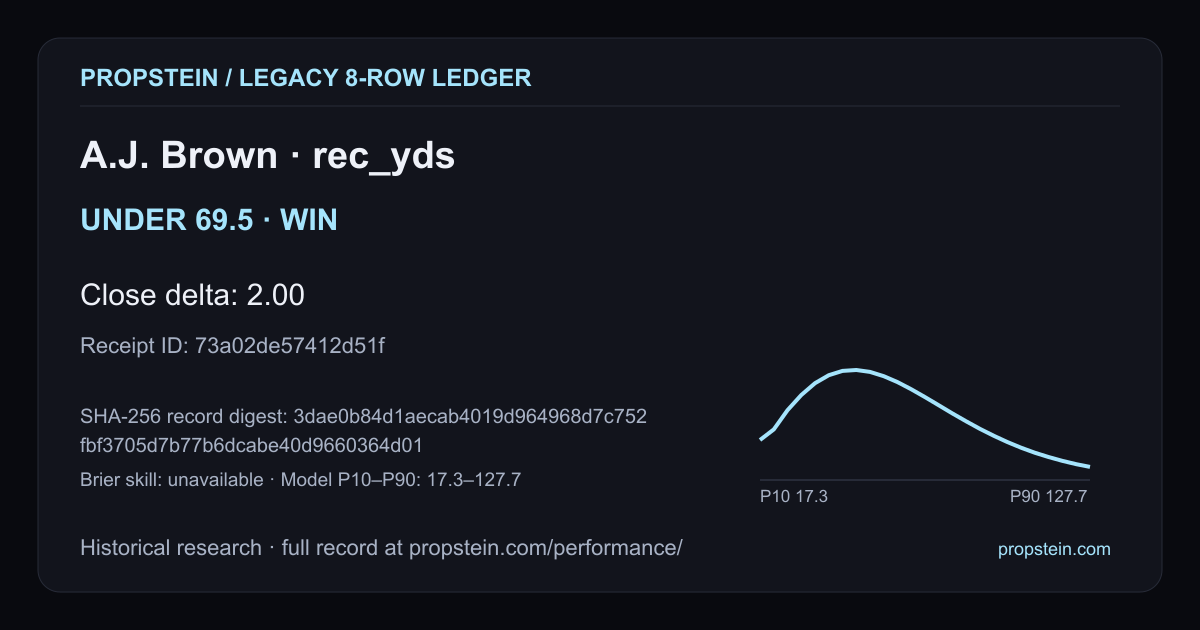 PROPSTEIN / LEGACY 8-ROW LEDGER
A.J. Brown · rec_yds
UNDER 69.5 · WIN
Close delta: 2.00
Receipt ID: 73a02de57412d51f
SHA-256 record digest: 3dae0b84d1aecab4019d964968d7c752
fbf3705d7b77b6dcabe40d9660364d01
Brier skill: unavailable · Model P10–P90: 17.3–127.7
P10 17.3
P90 127.7
Historical research · full record at propstein.com/performance/
propstein.com